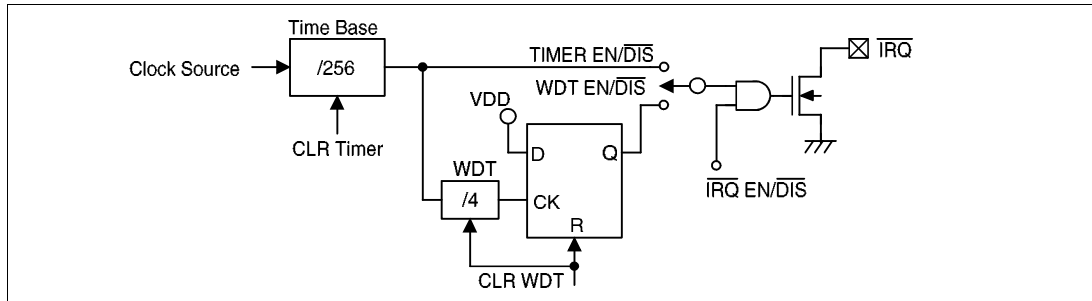 Time Base
Clock Source
/256
CLR Timer
TIMER EN/DIS
WDT EN/DIS
IRQ
VDD
D
Q
WDT
/4
CK
R
CLR WDT
IRQ EN/DIS